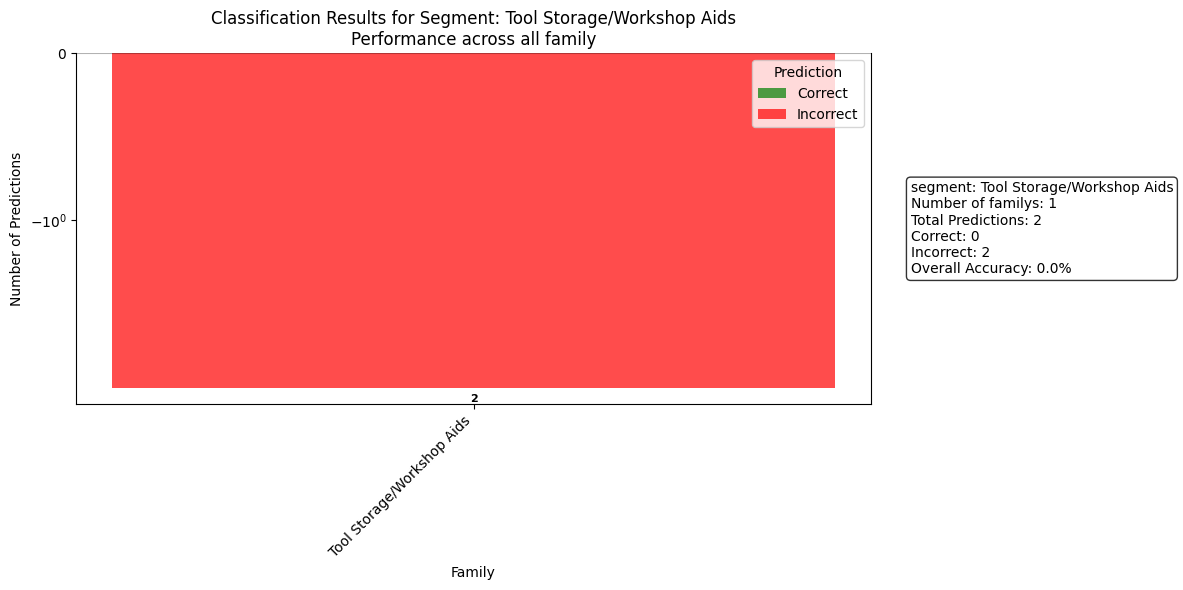 Classification Results for Segment: Tool Storage/Workshop Aids
Performance across all family
0
−10⁰
Number of Predictions
Prediction
Correct
Incorrect
2
Tool Storage/Workshop Aids
Family
segment: Tool Storage/Workshop Aids
Number of familys: 1
Total Predictions: 2
Correct: 0
Incorrect: 2
Overall Accuracy: 0.0%